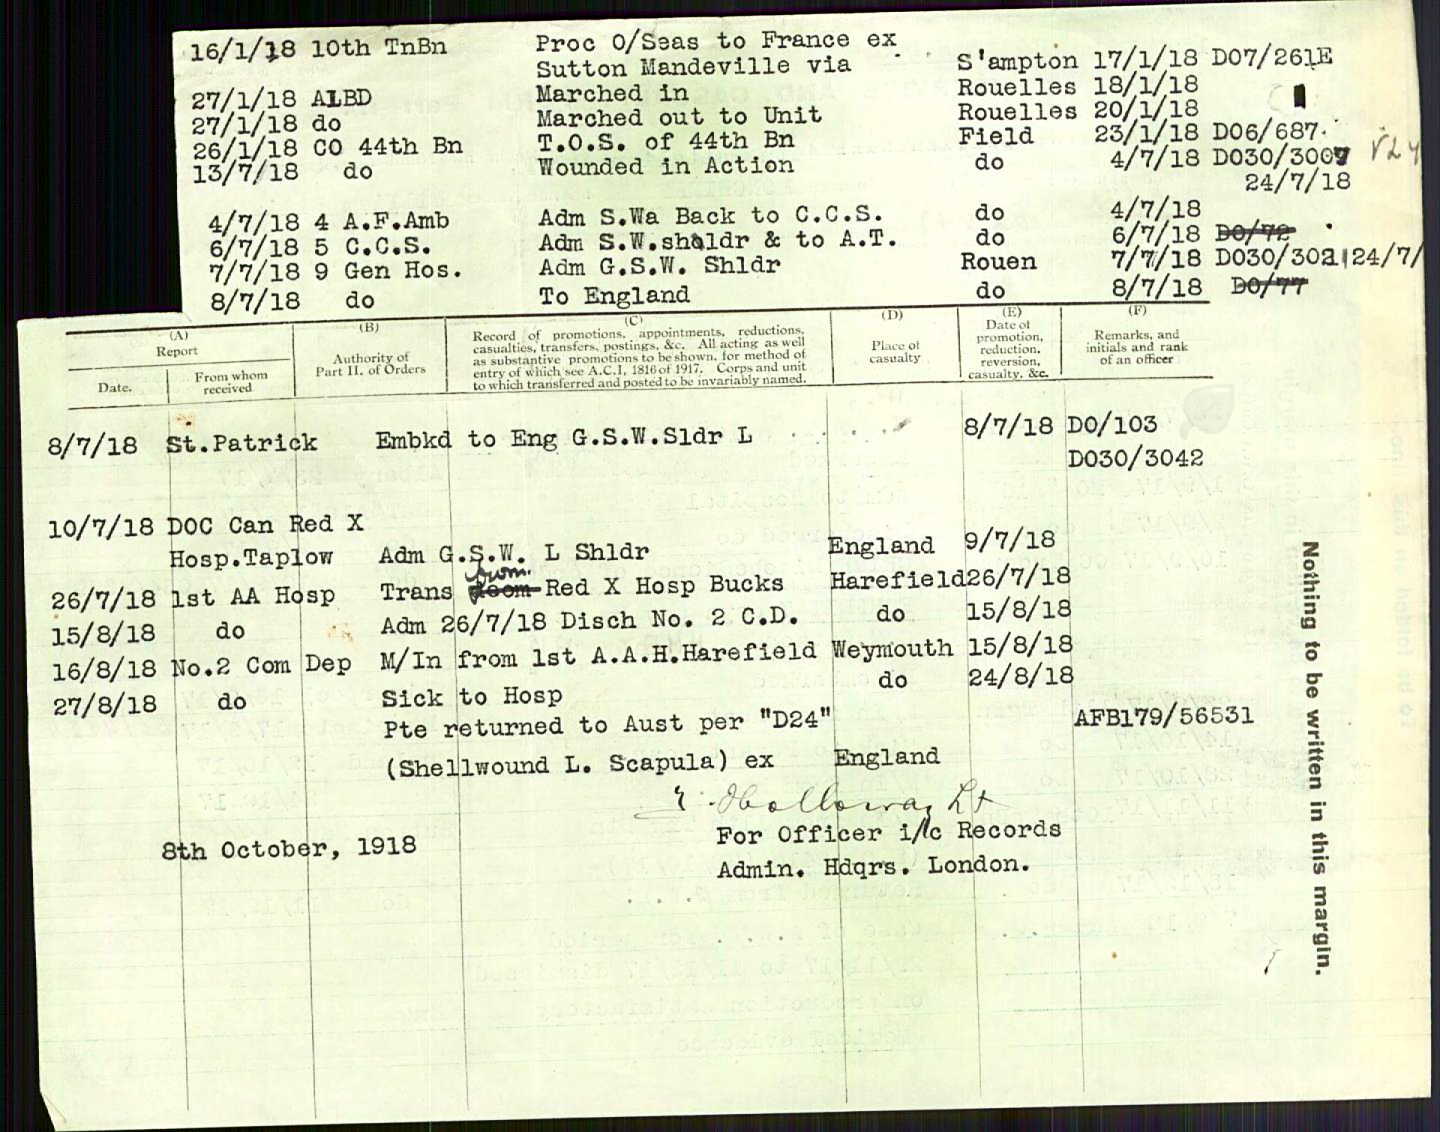 16/1/18 10th TnBn Proc O/Seas to France ex
Sutton Mandeville via S'ampton 17/1/18 DO7/261E
27/1/18 ALBD Marched in Rouelles 18/1/18
27/1/18 do Marched out to Unit Rouelles 20/1/18
26/1/18 CO 44th Bn T.O.S. of 44th Bn Field 23/1/18 DO6/687
13/7/18 do Wounded in Action do 4/7/18 DO30/3007
24/7/18
4/7/18 4 A.F.Amb Adm S.Wa Back to C.C.S. do 4/7/18
6/7/18 5 C.C.S. Adm S.W.shaldr & to A.T. do 6/7/18 DO/72
7/7/18 9 Gen Hos. Adm G.S.W. Shldr Rouen 7/7/18 DO30/3021 24/7/
8/7/18 do To England do 8/7/18 DO/77
(A) (B) (C) (D) (E) (F)
Report
Date. From whom received
Authority of Part II. of Orders
Record of promotions, appointments, reductions,
casualties, transfers, postings, &c. All acting as well
as substantive promotions to be shown, for method of
entry of which see A.C.I, 1816 of 1917. Corps and unit
to which transferred and posted to be invariably named.
Place of casualty
Date of promotion, reduction, reversion, casualty, &c.
Remarks, and initials and rank of an officer
8/7/18 St.Patrick Embkd to Eng G.S.W.Sldr L 8/7/18 DO/103
DO30/3042
10/7/18 DOC Can Red X
Hosp.Taplow Adm G.S.W. L Shldr England 9/7/18
26/7/18 1st AA Hosp Trans Red X Hosp Bucks Harefield 26/7/18
15/8/18 do Adm 26/7/18 Disch No. 2 C.D. do 15/8/18
16/8/18 No.2 Com Dep M/In from 1st A.A.H.Harefield Weymouth 15/8/18
27/8/18 do Sick to Hosp do 24/8/18
Pte returned to Aust per "D24" AFB179/56531
(Shellwound L. Scapula) ex England
Holloway Lt
8th October, 1918 For Officer i/c Records
Admin. Hdqrs. London.
Nothing to be written in this margin.